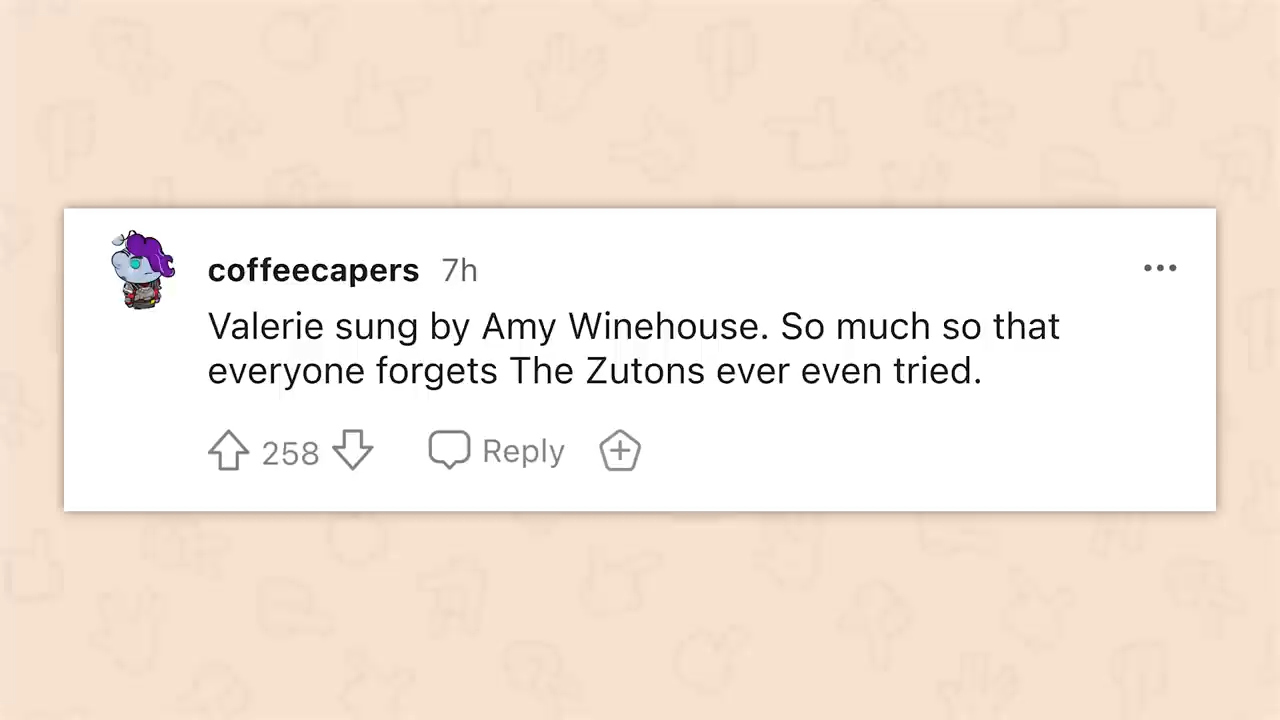 coffeecapers 7h
Valerie sung by Amy Winehouse. So much so that
everyone forgets The Zutons ever even tried.
258 Reply